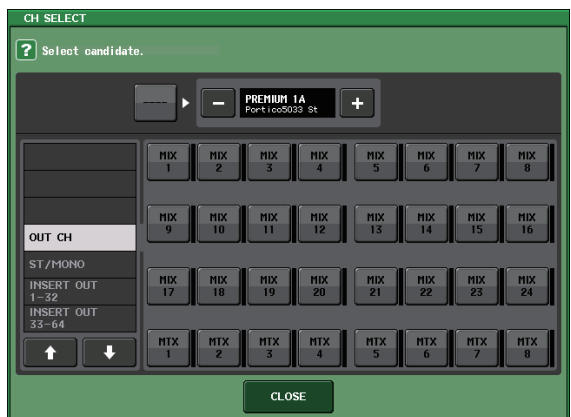 CH SELECT
? Select candidate.
----
− PREMIUM 1A +
Portico5033 St
OUT CH
ST/MONO
INSERT OUT
1-32
INSERT OUT
33-64
MIX 1 MIX 2 MIX 3 MIX 4 MIX 5 MIX 6 MIX 7 MIX 8
MIX 9 MIX 10 MIX 11 MIX 12 MIX 13 MIX 14 MIX 15 MIX 16
MIX 17 MIX 18 MIX 19 MIX 20 MIX 21 MIX 22 MIX 23 MIX 24
MTX 1 MTX 2 MTX 3 MTX 4 MTX 5 MTX 6 MTX 7 MTX 8
CLOSE